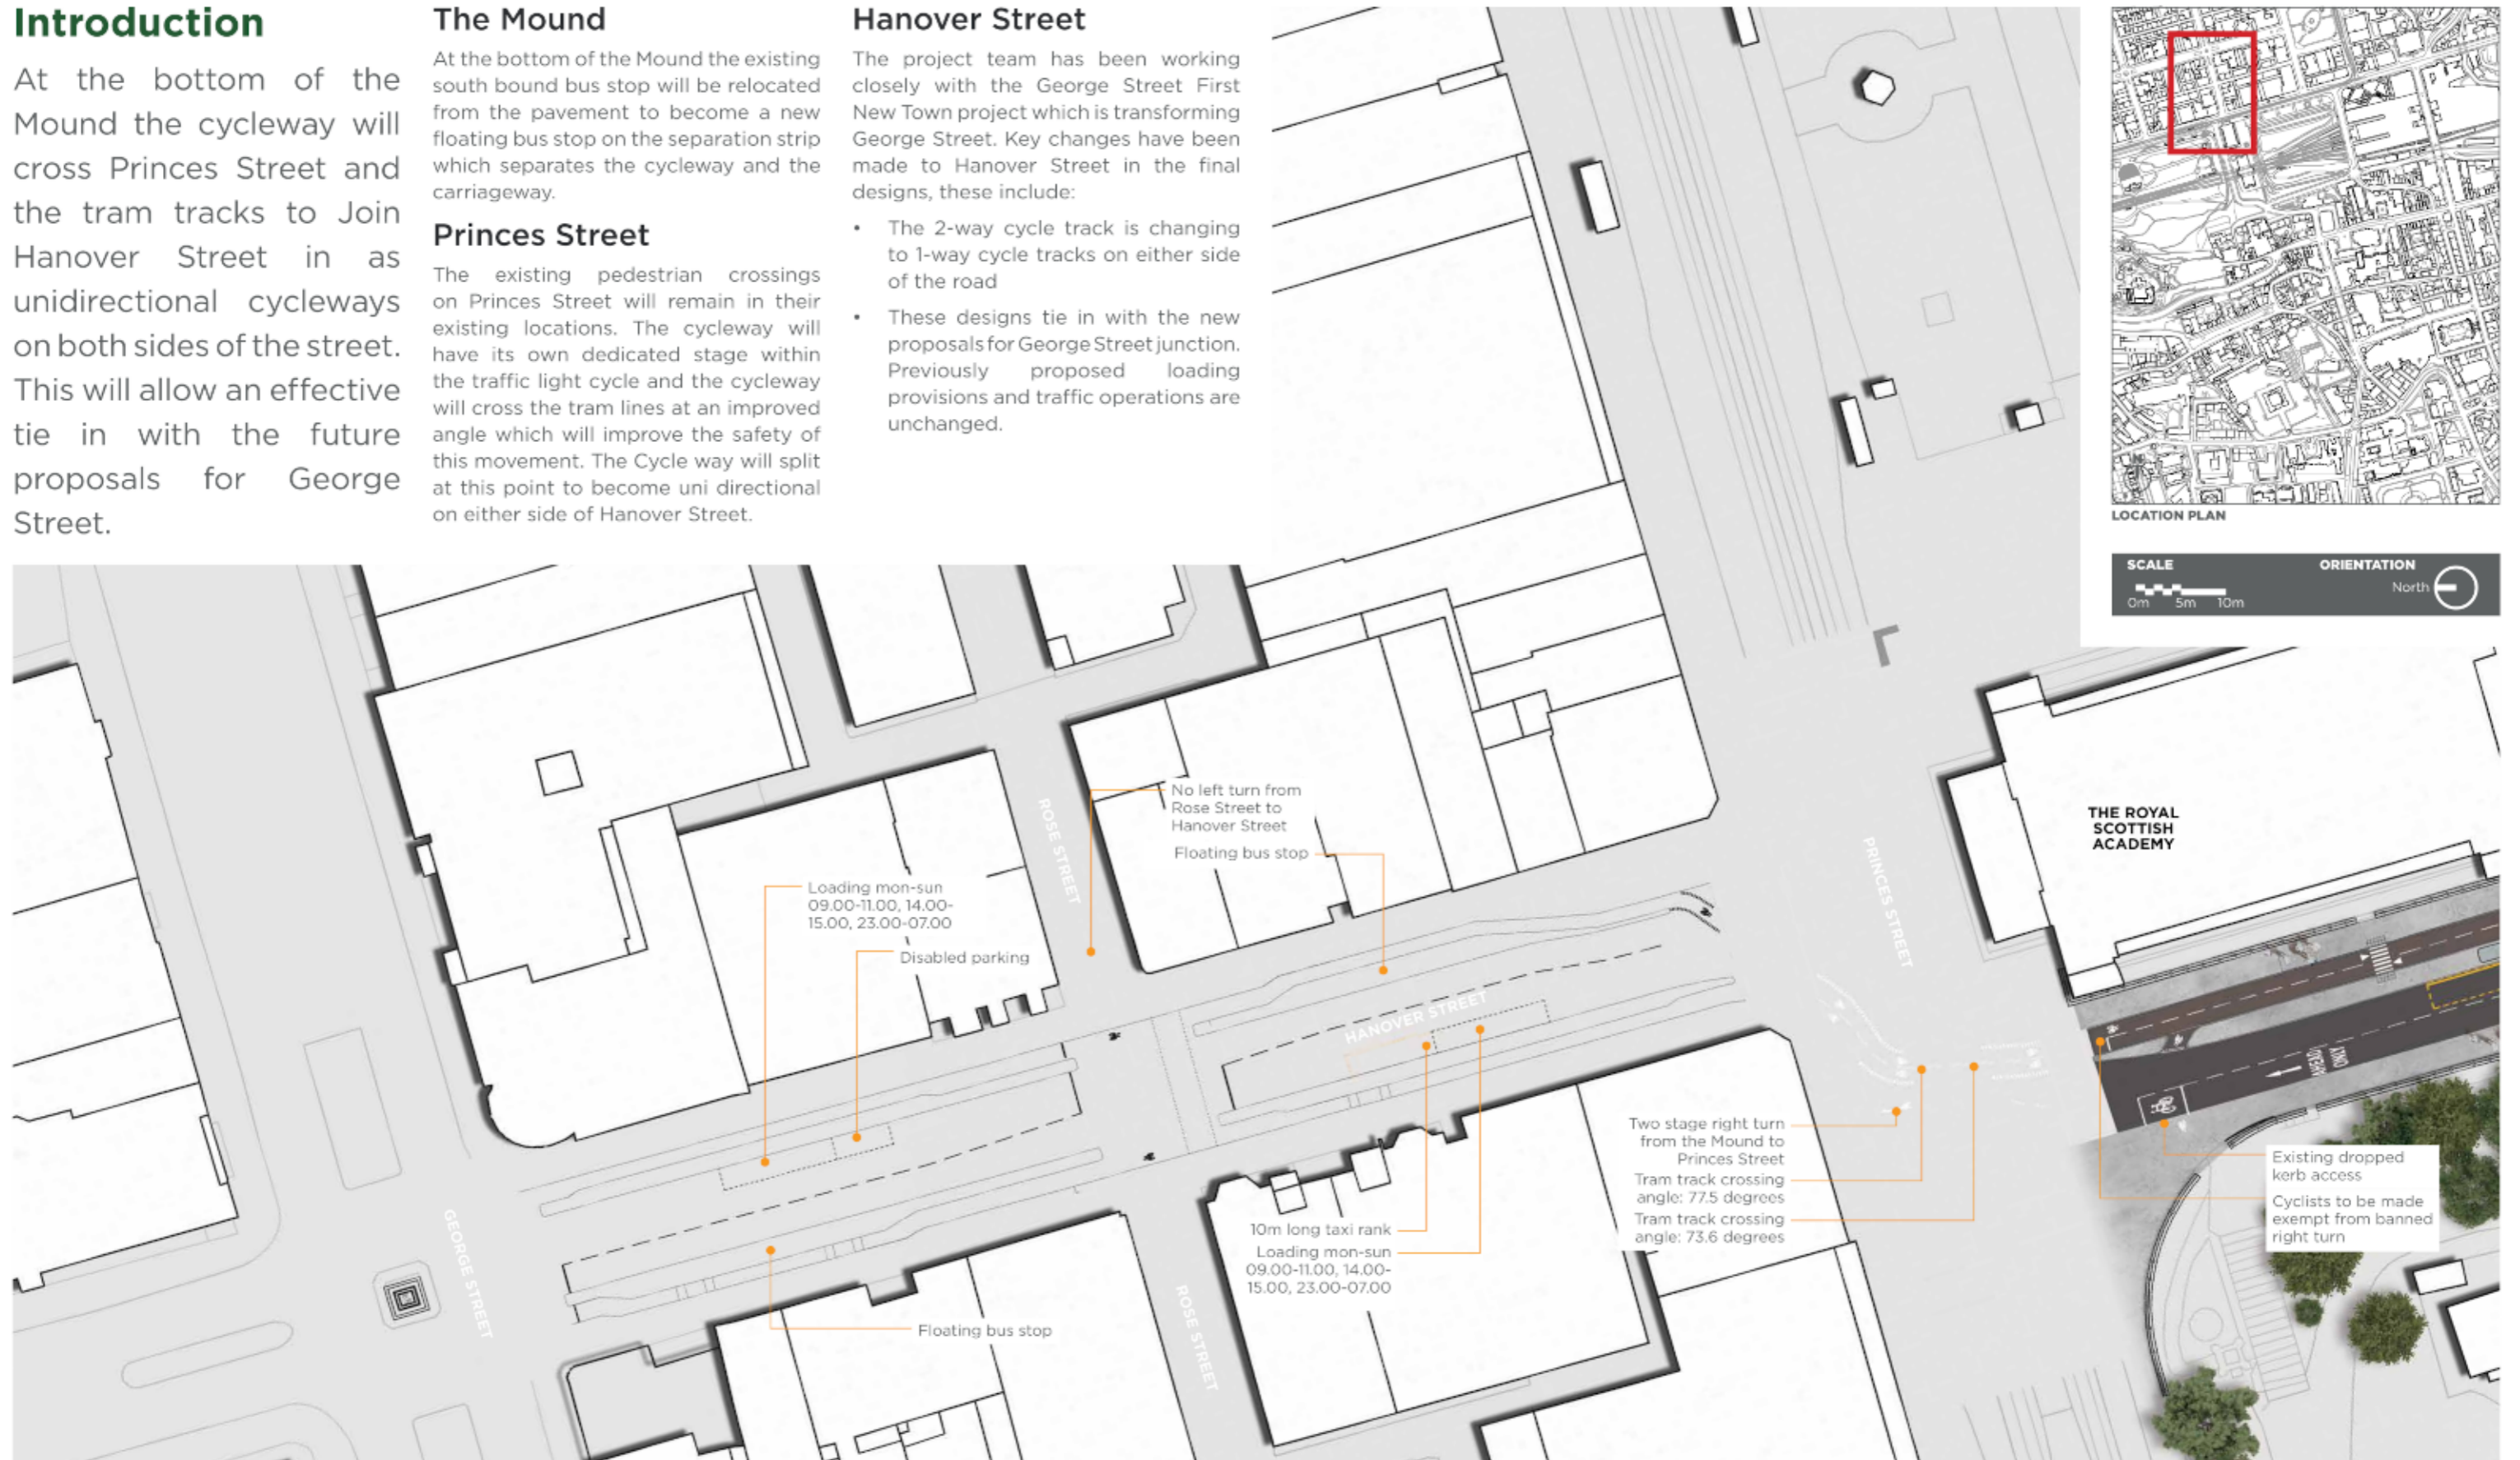 Introduction
At the bottom of the
Mound the cycleway will
cross Princes Street and
the tram tracks to Join
Hanover Street in as
unidirectional cycleways
on both sides of the street.
This will allow an effective
tie in with the future
proposals for George
Street.
The Mound
At the bottom of the Mound the existing
south bound bus stop will be relocated
from the pavement to become a new
floating bus stop on the separation strip
which separates the cycleway and the
carriageway.
Princes Street
The existing pedestrian crossings
on Princes Street will remain in their
existing locations. The cycleway will
have its own dedicated stage within
the traffic light cycle and the cycleway
will cross the tram lines at an improved
angle which will improve the safety of
this movement. The Cycle way will split
at this point to become uni directional
on either side of Hanover Street.
Hanover Street
The project team has been working
closely with the George Street First
New Town project which is transforming
George Street. Key changes have been
made to Hanover Street in the final
designs, these include:
• The 2-way cycle track is changing
to 1-way cycle tracks on either side
of the road
• These designs tie in with the new
proposals for George Street junction.
Previously proposed loading
provisions and traffic operations are
unchanged.
LOCATION PLAN
SCALE
0m 5m 10m
ORIENTATION
North
THE ROYAL
SCOTTISH
ACADEMY
No left turn from
Rose Street to
Hanover Street
Floating bus stop
ROSE STREET
Loading mon-sun
09.00-11.00, 14.00-
15.00, 23.00-07.00
Disabled parking
PRINCES STREET
HANOVER STREET
GEORGE STREET
ROSE STREET
Floating bus stop
10m long taxi rank
Loading mon-sun
09.00-11.00, 14.00-
15.00, 23.00-07.00
Two stage right turn
from the Mound to
Princes Street
Tram track crossing
angle: 77.5 degrees
Tram track crossing
angle: 73.6 degrees
Existing dropped
kerb access
Cyclists to be made
exempt from banned
right turn